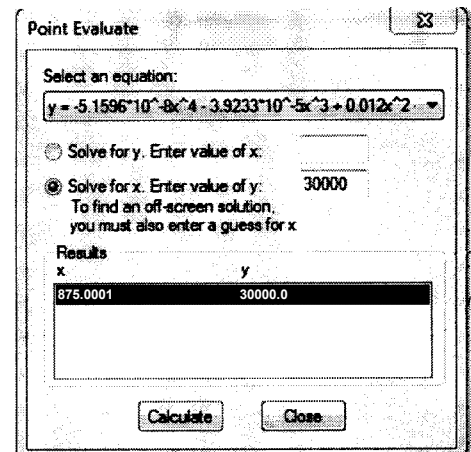 Point Evaluate
Select an equation:
y = -5.1596*10^-8x^4 - 3.9233*10^-5x^3 + 0.012x^2
Solve for y. Enter value of x:
Solve for x. Enter value of y: 30000
To find an off-screen solution,
you must also enter a guess for x
Results
x y
875.0001 30000.0
Calculate Close